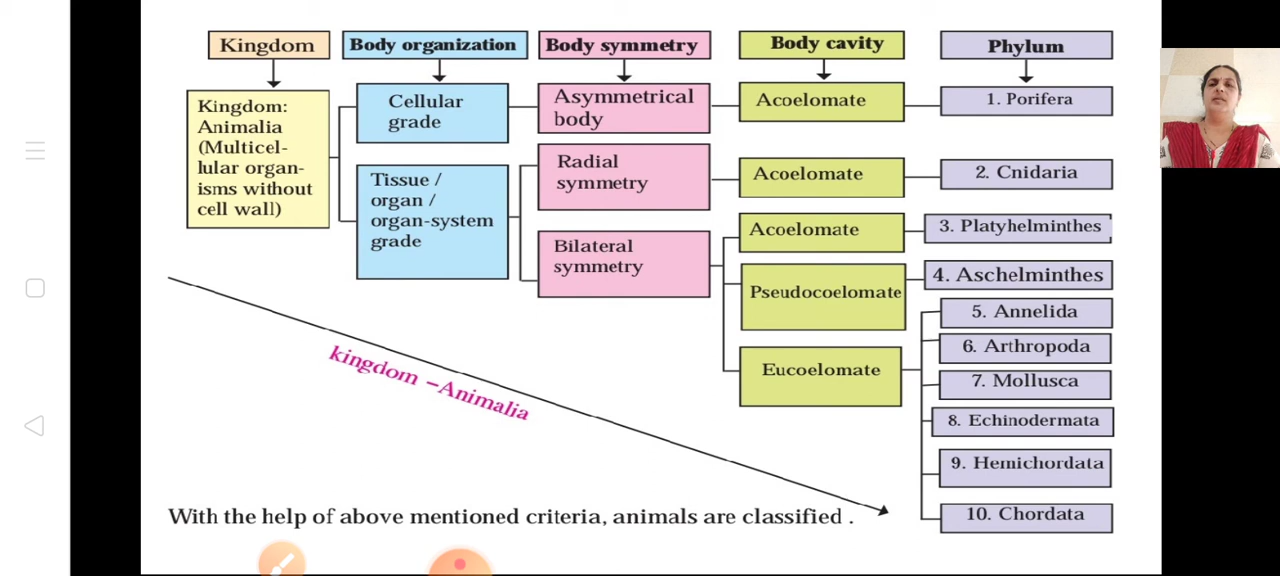 Kingdom
Body organization
Body symmetry
Body cavity
Phylum
Kingdom:
Animalia
(Multicel-
lular organ-
isms without
cell wall)
Cellular
grade
Asymmetrical
body
Acoelomate
1. Porifera
Tissue /
organ /
organ-system
grade
Radial
symmetry
Acoelomate
2. Cnidaria
Bilateral
symmetry
Acoelomate
3. Platyhelminthes
Pseudocoelomate
4. Aschelminthes
Eucoelomate
5. Annelida
6. Arthropoda
7. Mollusca
8. Echinodermata
9. Hemichordata
10. Chordata
kingdom –Animalia
With the help of above mentioned criteria, animals are classified .